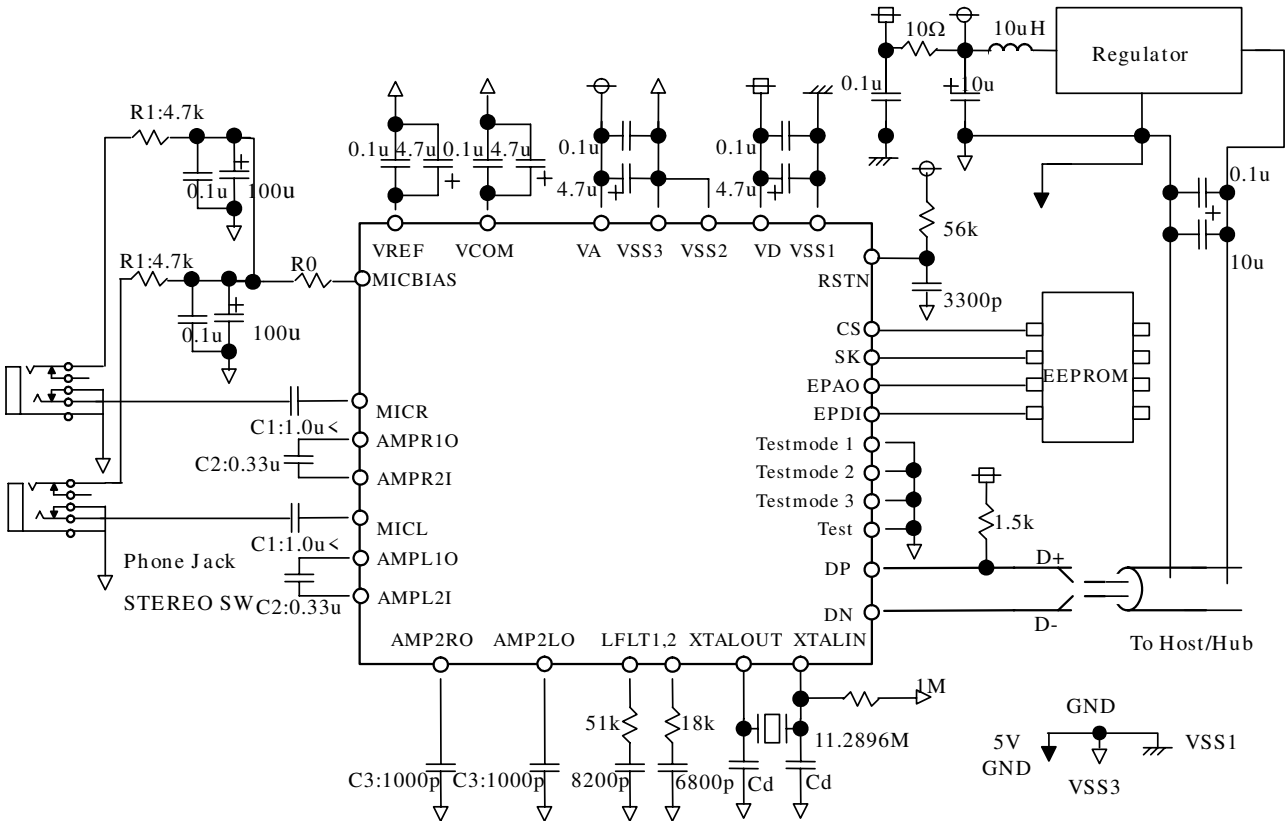 10Ω
10uH
Regulator
0.1u
10u
R1:4.7k
0.1u
100u
0.1u
4.7u
0.1u
4.7u
0.1u
4.7u
0.1u
4.7u
0.1u
10u
56k
3300p
VREF
VCOM
VA
VSS3
VSS2
VD
VSS1
RSTN
R1:4.7k
R0
MICBIAS
0.1u
100u
CS
SK
EPAO
EPDI
EEPROM
MICR
C1:1.0u<
AMPR1O
C2:0.33u
AMPR2I
Testmode 1
Testmode 2
Testmode 3
Test
1.5k
MICL
C1:1.0u<
AMPL1O
Phone Jack
STEREO SW
C2:0.33u
AMPL2I
DP
D+
DN
D-
To Host/Hub
AMP2RO
AMP2LO
LFLT1,2
XTALOUT
XTALIN
1M
51k
18k
11.2896M
C3:1000p
C3:1000p
8200p
6800p
Cd
Cd
GND
5V
GND
VSS1
VSS3